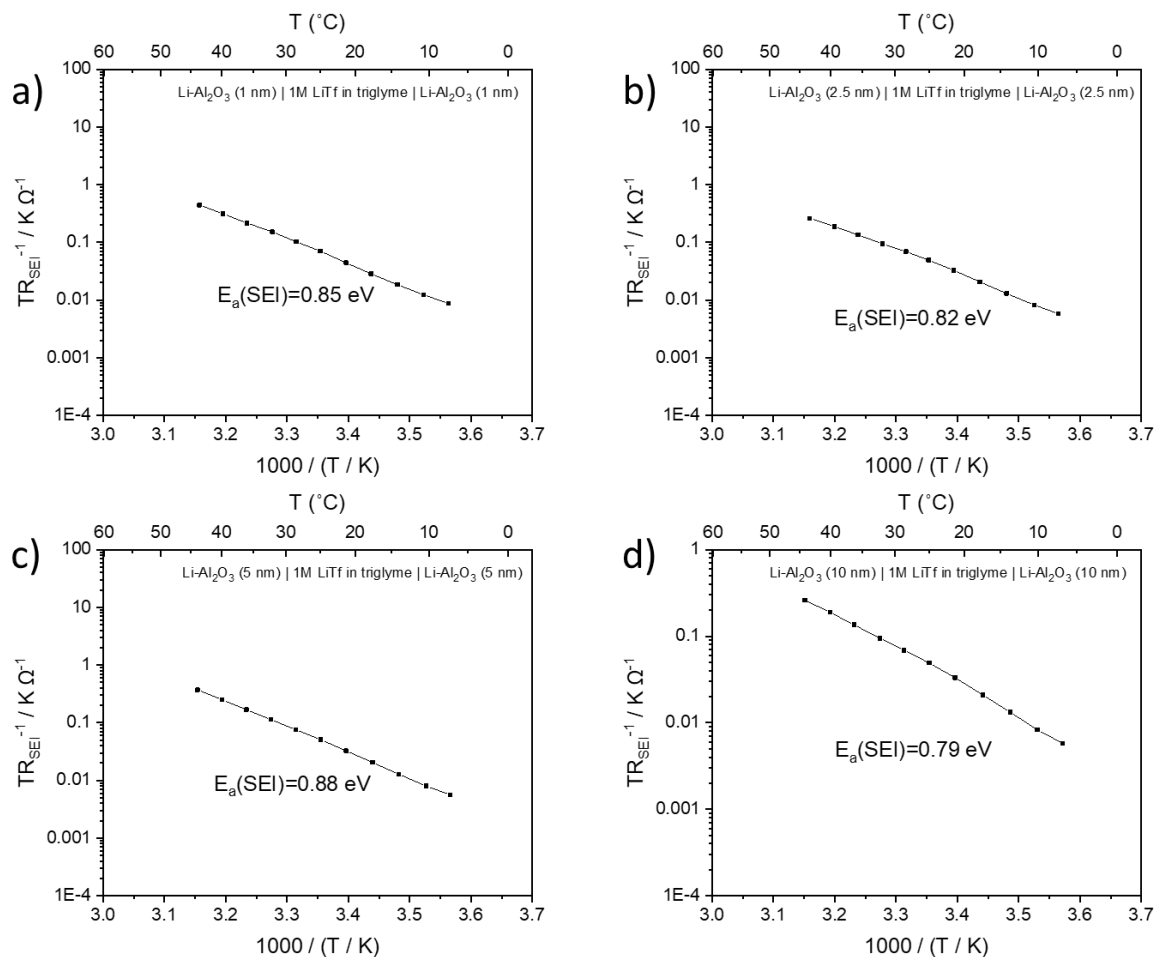 T (°C)
60 50 40 30 20 10 0
a)
100
10
1
0.1
0.01
0.001
1E-4
TR_SEI⁻¹ / K Ω⁻¹
Li-Al₂O₃ (1 nm) | 1M LiTf in triglyme | Li-Al₂O₃ (1 nm)
Eₐ(SEI)=0.85 eV
3.0 3.1 3.2 3.3 3.4 3.5 3.6 3.7
1000 / (T / K)
T (°C)
60 50 40 30 20 10 0
b)
100
10
1
0.1
0.01
0.001
1E-4
TR_SEI⁻¹ / K Ω⁻¹
Li-Al₂O₃ (2.5 nm) | 1M LiTf in triglyme | Li-Al₂O₃ (2.5 nm)
Eₐ(SEI)=0.82 eV
3.0 3.1 3.2 3.3 3.4 3.5 3.6 3.7
1000 / (T / K)
T (°C)
60 50 40 30 20 10 0
c)
100
10
1
0.1
0.01
0.001
1E-4
TR_SEI⁻¹ / K Ω⁻¹
Li-Al₂O₃ (5 nm) | 1M LiTf in triglyme | Li-Al₂O₃ (5 nm)
Eₐ(SEI)=0.88 eV
3.0 3.1 3.2 3.3 3.4 3.5 3.6 3.7
1000 / (T / K)
T (°C)
60 50 40 30 20 10 0
d)
1
0.1
0.01
0.001
1E-4
TR_SEI⁻¹ / K Ω⁻¹
Li-Al₂O₃ (10 nm) | 1M LiTf in triglyme | Li-Al₂O₃ (10 nm)
Eₐ(SEI)=0.79 eV
3.0 3.1 3.2 3.3 3.4 3.5 3.6 3.7
1000 / (T / K)